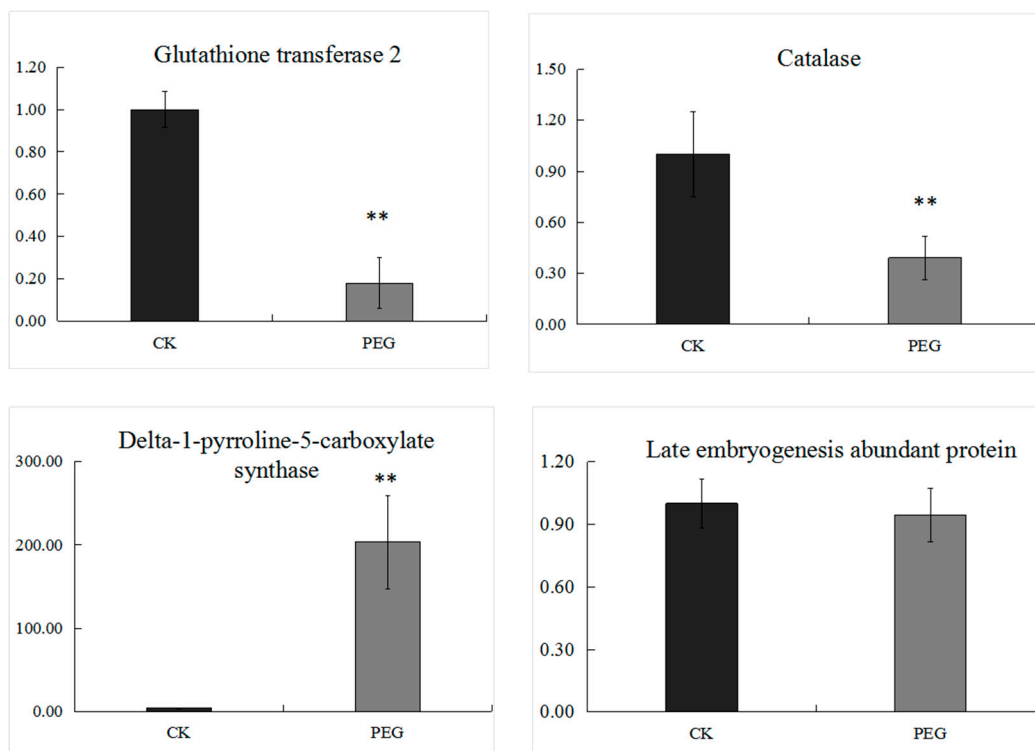 Glutathione transferase 2
1.20
1.00
0.80
0.60
0.40
0.20
0.00
**
CK
PEG
Catalase
1.50
1.20
0.90
0.60
0.30
0.00
**
CK
PEG
Delta-1-pyrroline-5-carboxylate
synthase
300.00
200.00
100.00
0.00
**
CK
PEG
Late embryogenesis abundant protein
1.20
0.90
0.60
0.30
0.00
CK
PEG